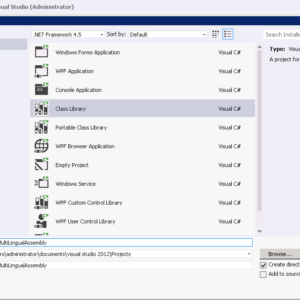 sual Studio (Administrator)
.NET Framework 4.5 Sort by: Default
Search Installe
Windows Forms Application Visual C#
Type: Visu
A project for
WPF Application Visual C#
Console Application Visual C#
Class Library Visual C#
Portable Class Library Visual C#
WPF Browser Application Visual C#
Empty Project Visual C#
Windows Service Visual C#
WPF Custom Control Library Visual C#
WPF User Control Library Visual C#
MultiLingualAssembly
rs\administrator\documents\visual studio 2012\Projects
Browse...
MultiLingualAssembly
Create direct
Add to source